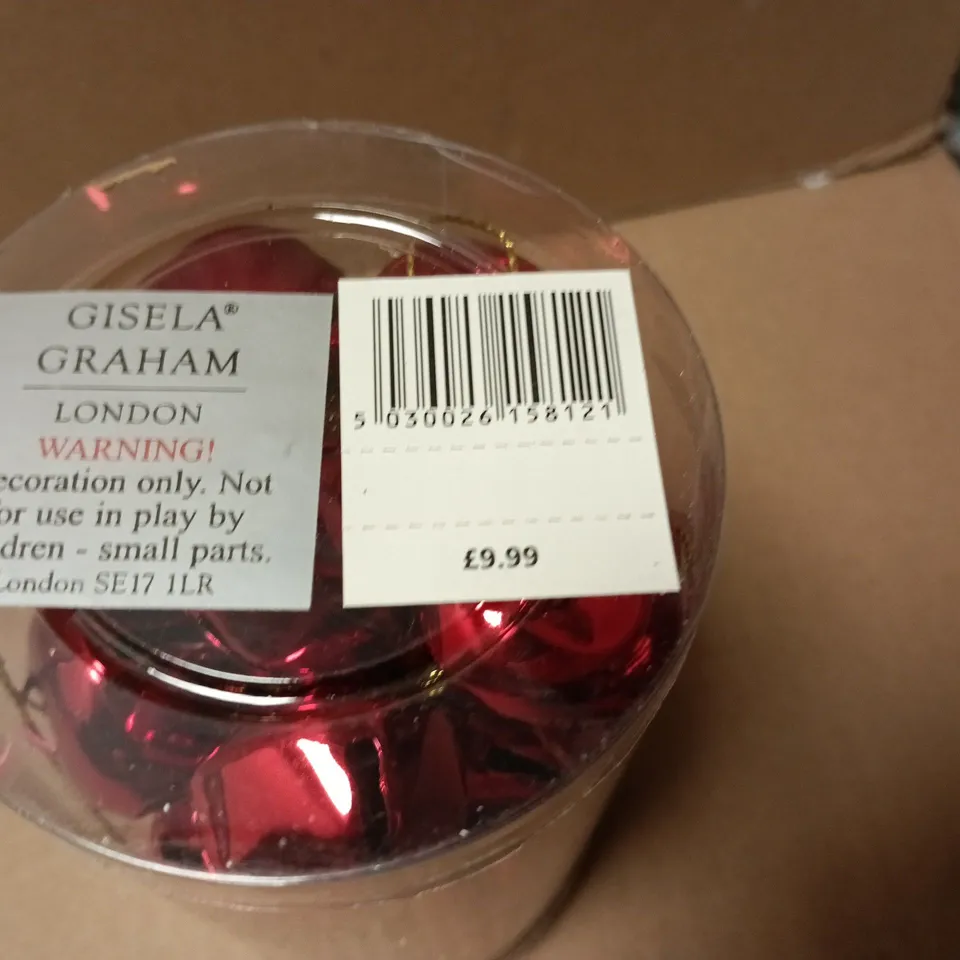 GISELA®
GRAHAM
LONDON
WARNING!
ecoration only. Not
or use in play by
dren - small parts.
London SE17 1LR
5 030026 158121
£9.99